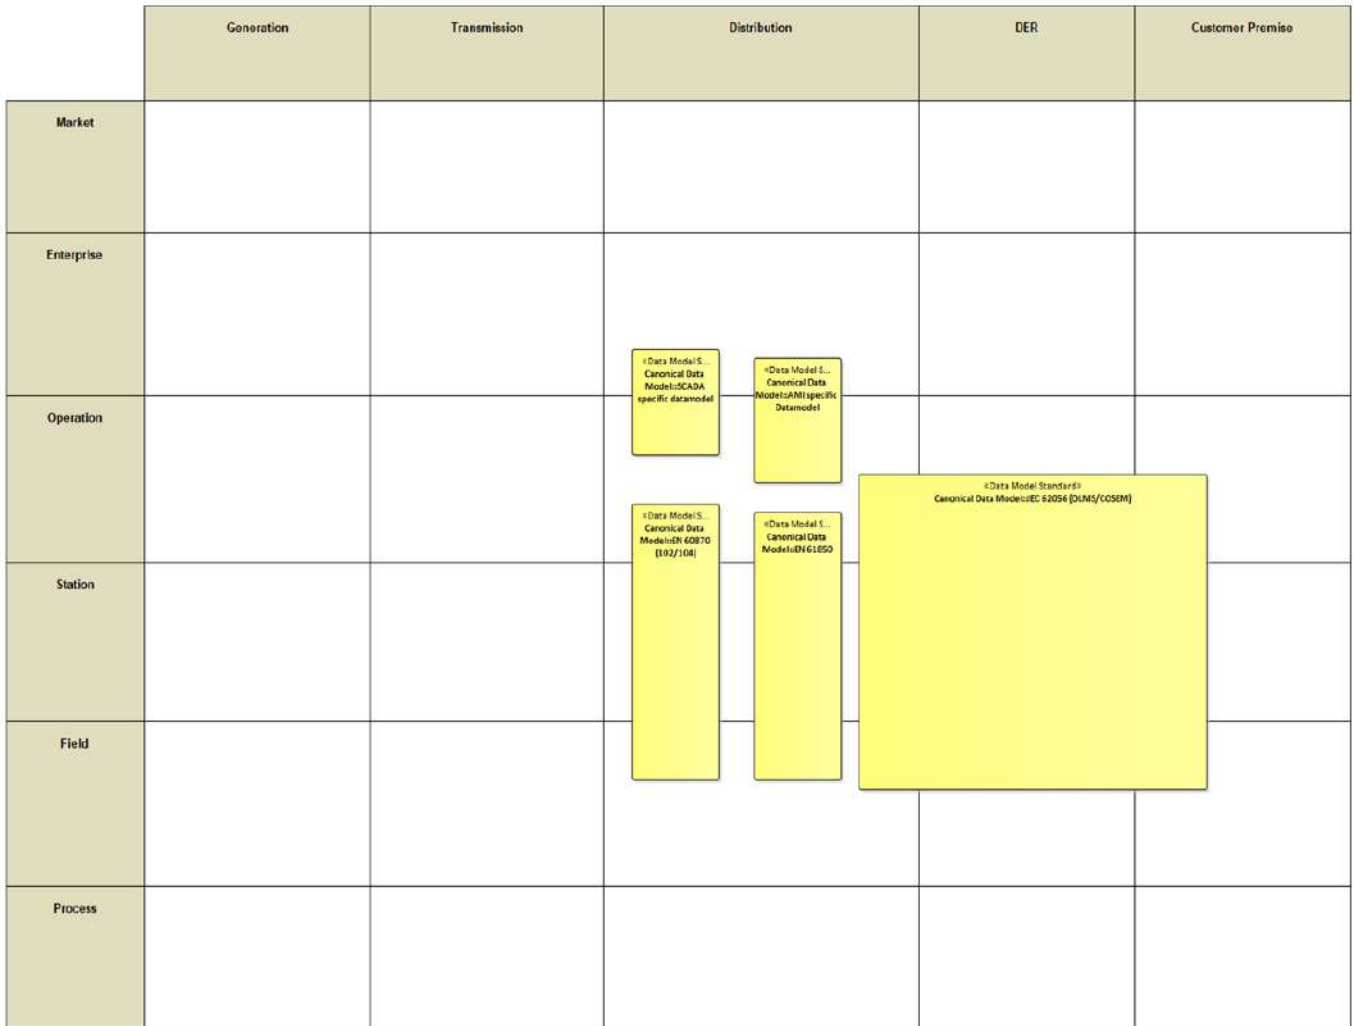 Generation
Transmission
Distribution
DER
Customer Premise
Market
Enterprise
«Data Model S...
Canonical Data
Model::SCADA
specific datamodel
«Data Model S...
Canonical Data
Model::AMI specific
Datamodel
Operation
«Data Model Standard»
Canonical Data Model::IEC 62056 (DLMS/COSEM)
«Data Model S...
Canonical Data
Model::EN 60870
(102/104)
«Data Model S...
Canonical Data
Model::EN 61850
Station
Field
Process